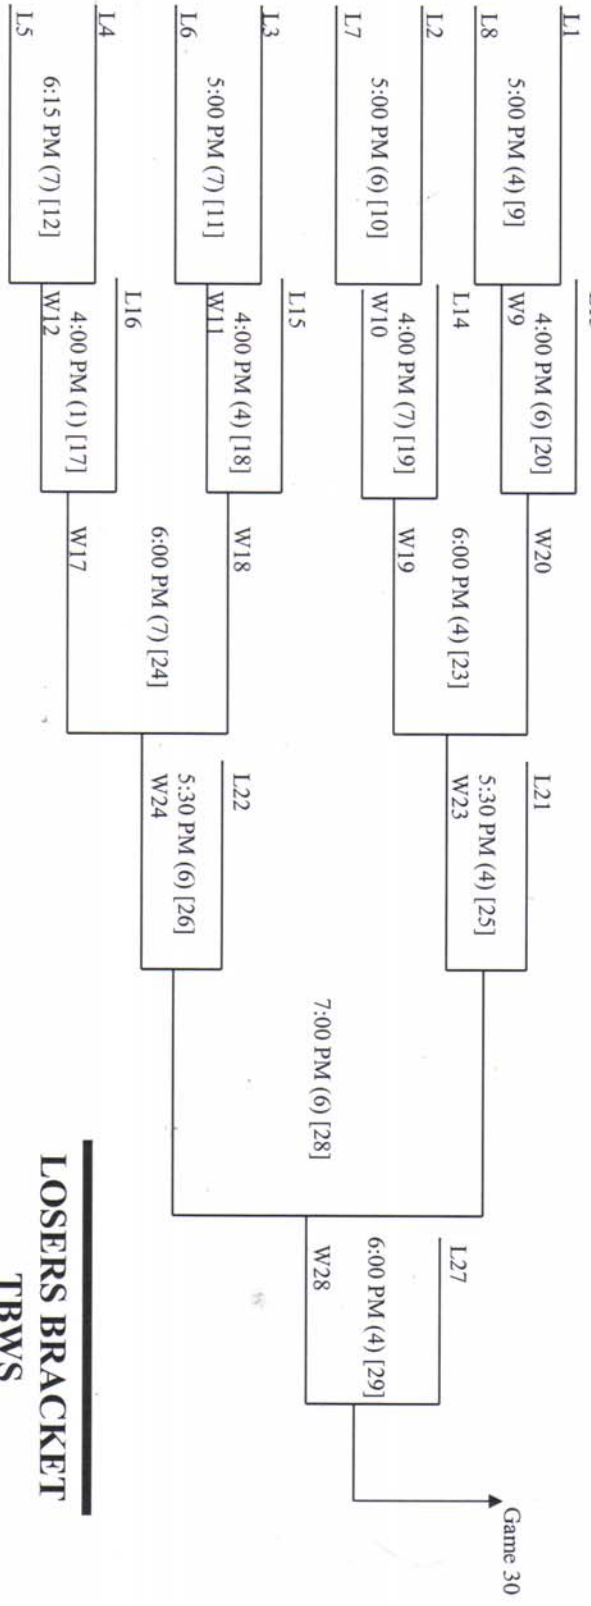 L1
5:00 PM (4) [9]
L8
L2
5:00 PM (6) [10]
L7
L3
5:00 PM (7) [11]
L6
L4
6:15 PM (7) [12]
L5
4:00 PM (6) [20]
W9
L14
4:00 PM (7) [19]
W10
L15
4:00 PM (4) [18]
W11
L16
4:00 PM (1) [17]
W12
W20
6:00 PM (4) [23]
W19
W18
6:00 PM (7) [24]
W17
L21
5:30 PM (4) [25]
W23
L22
5:30 PM (6) [26]
W24
7:00 PM (6) [28]
L27
6:00 PM (4) [29]
W28
Game 30
LOSERS BRACKET
TBWS